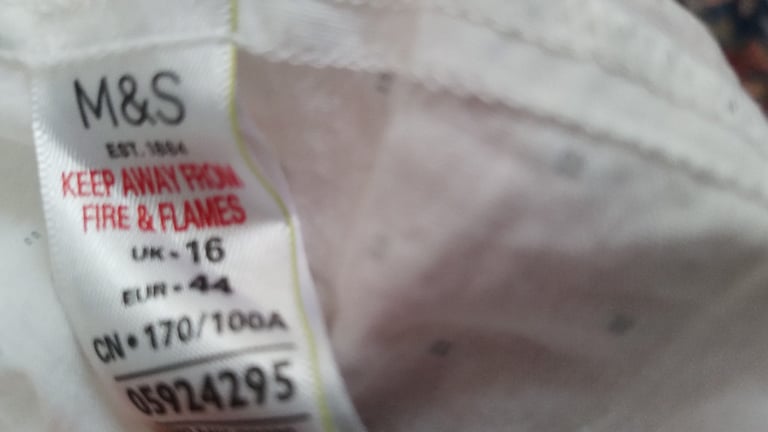 M&S
EST. 1884
KEEP AWAY FROM
FIRE & FLAMES
UK - 16
EUR - 44
CN • 170/100A
05924295